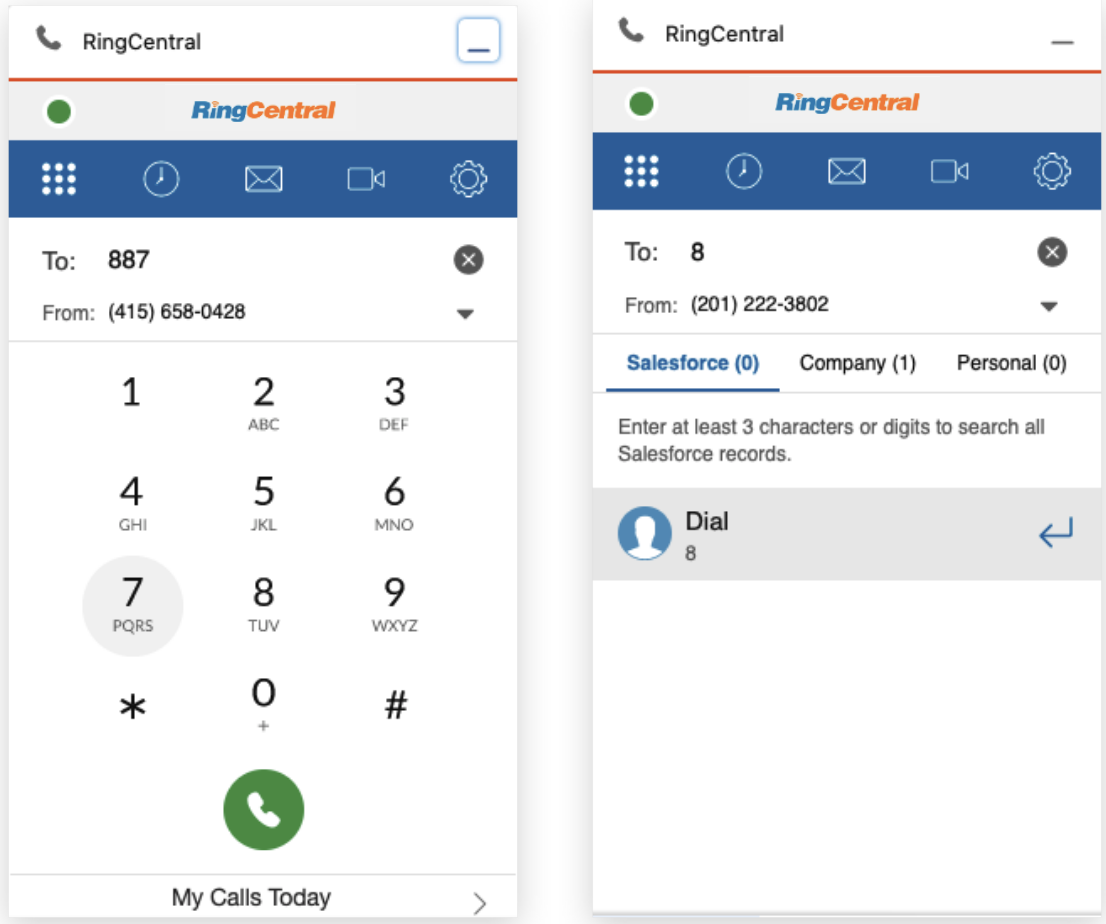 RingCentral
RingCentral
To: 887
From: (415) 658-0428
1 2 3
ABC DEF
4 5 6
GHI JKL MNO
7 8 9
PQRS TUV WXYZ
* 0 #
+
My Calls Today
RingCentral
RingCentral
To: 8
From: (201) 222-3802
Salesforce (0) Company (1) Personal (0)
Enter at least 3 characters or digits to search all
Salesforce records.
Dial
8